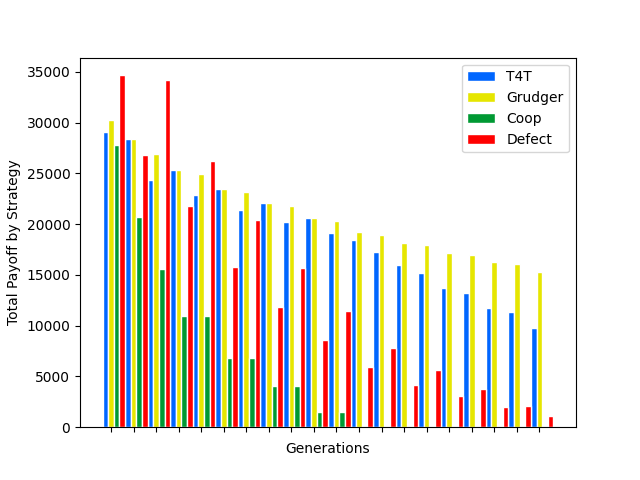 35000
30000
25000
20000
15000
10000
5000
0
Total Payoff by Strategy
Generations
T4T
Grudger
Coop
Defect